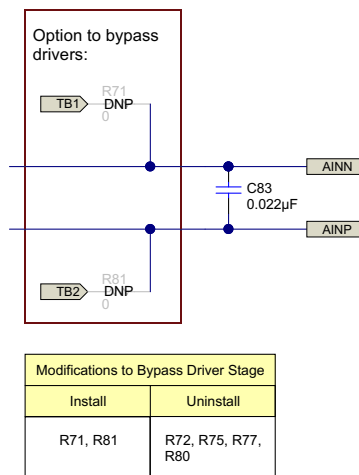 Option to bypass
drivers:
R71
TB1 DNP
0
AINN
C83
0.022µF
AINP
R81
TB2 DNP
0
Modifications to Bypass Driver Stage
Install Uninstall
R71, R81 R72, R75, R77,
R80